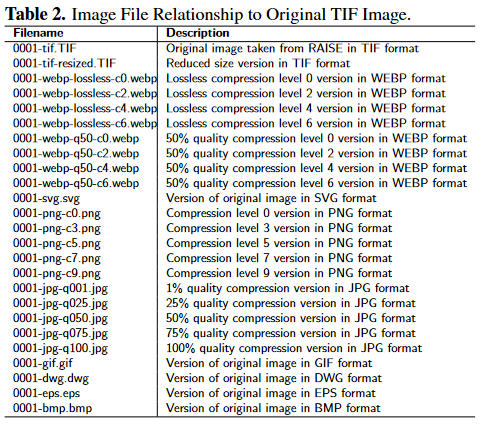 Table 2. Image File Relationship to Original TIF Image.
Filename Description
0001-tif.TIF Original image taken from RAISE in TIF format
0001-tif-resized.TIF Reduced size version in TIF format
0001-webp-lossless-c0.webp Lossless compression level 0 version in WEBP format
0001-webp-lossless-c2.webp Lossless compression level 2 version in WEBP format
0001-webp-lossless-c4.webp Lossless compression level 4 version in WEBP format
0001-webp-lossless-c6.webp Lossless compression level 6 version in WEBP format
0001-webp-q50-c0.webp 50% quality compression level 0 version in WEBP format
0001-webp-q50-c2.webp 50% quality compression level 2 version in WEBP format
0001-webp-q50-c4.webp 50% quality compression level 4 version in WEBP format
0001-webp-q50-c6.webp 50% quality compression level 6 version in WEBP format
0001-svg.svg Version of original image in SVG format
0001-png-c0.png Compression level 0 version in PNG format
0001-png-c3.png Compression level 3 version in PNG format
0001-png-c5.png Compression level 5 version in PNG format
0001-png-c7.png Compression level 7 version in PNG format
0001-png-c9.png Compression level 9 version in PNG format
0001-jpg-q001.jpg 1% quality compression version in JPG format
0001-jpg-q025.jpg 25% quality compression version in JPG format
0001-jpg-q050.jpg 50% quality compression version in JPG format
0001-jpg-q075.jpg 75% quality compression version in JPG format
0001-jpg-q100.jpg 100% quality compression version in JPG format
0001-gif.gif Version of original image in GIF format
0001-dwg.dwg Version of original image in DWG format
0001-eps.eps Version of original image in EPS format
0001-bmp.bmp Version of original image in BMP format